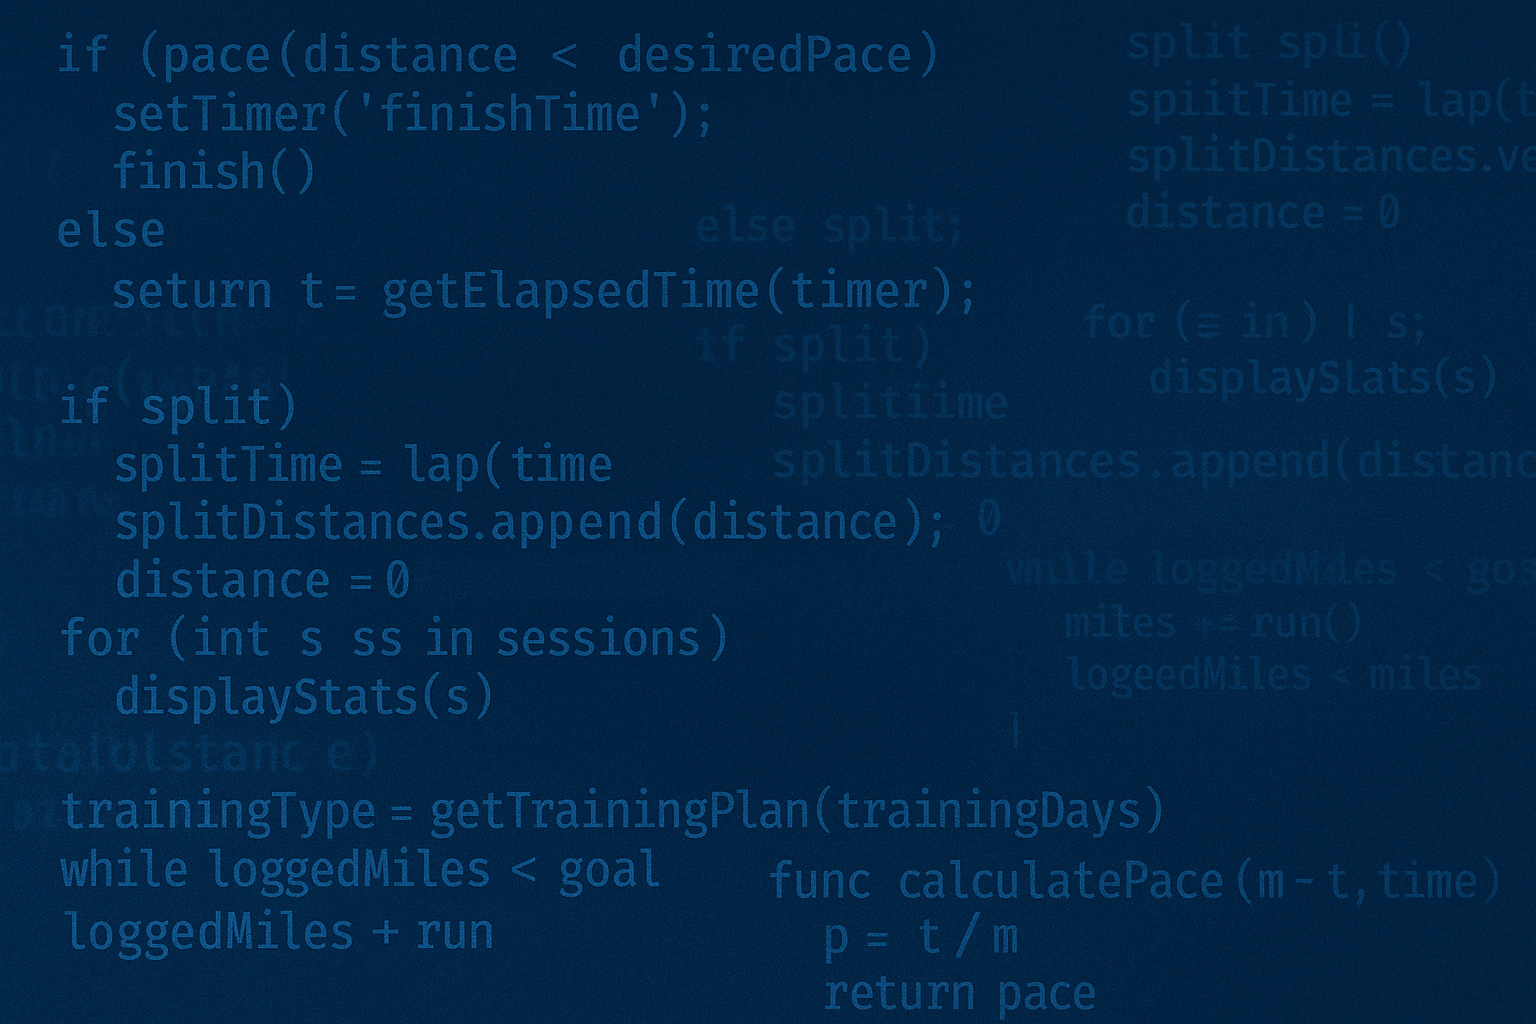 if (pace(distance < desiredPace)
setTimer('finishTime');
finish()
else
seturn t= getElapsedTime(timer);
if split)
splitTime = lap(time
splitDistances.append(distance);
distance = 0
for (int s ss in sessions)
displayStats(s)
trainingType = getTrainingPlan(trainingDays)
while loggedMiles < goal
loggedMiles + run
else split;
if split)
splitiime
splitDistances.append(distanc
0
split spli()
spiitTime = lap(t
splitDistances.ve
distance = 0
for (≡ in) | s;
displaySlats(s)
while loggedMiles < gos
miles += run()
logeedMiles < miles
|
func calculatePace(m-t,time)
p = t/m
return pace